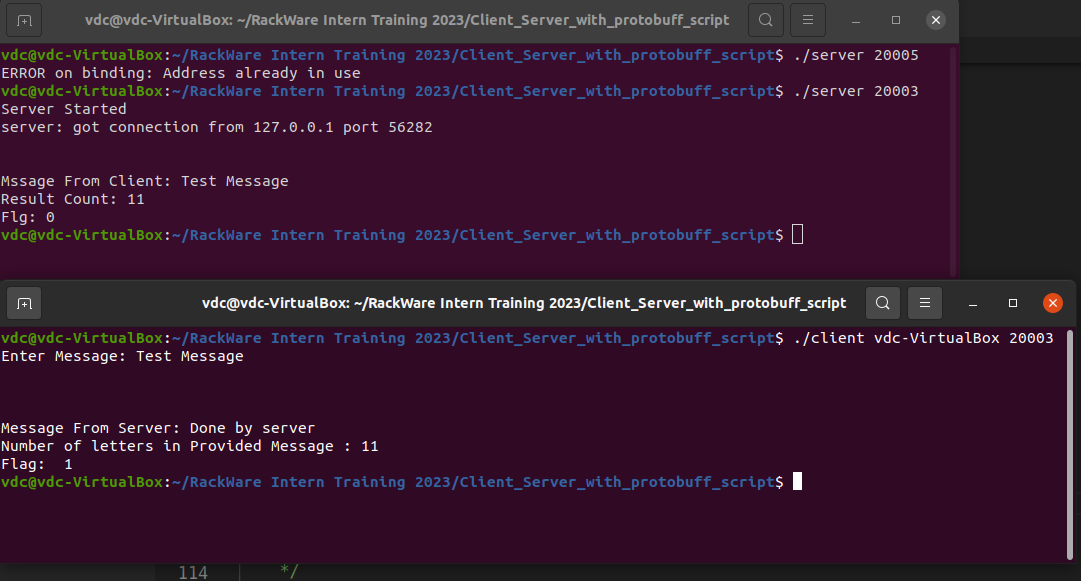 vdc@vdc-VirtualBox: ~/RackWare Intern Training 2023/Client_Server_with_protobuff_script
vdc@vdc-VirtualBox:~/RackWare Intern Training 2023/Client_Server_with_protobuff_script$ ./server 20005
ERROR on binding: Address already in use
vdc@vdc-VirtualBox:~/RackWare Intern Training 2023/Client_Server_with_protobuff_script$ ./server 20003
Server Started
server: got connection from 127.0.0.1 port 56282
Mssage From Client: Test Message
Result Count: 11
Flg: 0
vdc@vdc-VirtualBox:~/RackWare Intern Training 2023/Client_Server_with_protobuff_script$
vdc@vdc-VirtualBox: ~/RackWare Intern Training 2023/Client_Server_with_protobuff_script
vdc@vdc-VirtualBox:~/RackWare Intern Training 2023/Client_Server_with_protobuff_script$ ./client vdc-VirtualBox 20003
Enter Message: Test Message
Message From Server: Done by server
Number of letters in Provided Message : 11
Flag:  1
vdc@vdc-VirtualBox:~/RackWare Intern Training 2023/Client_Server_with_protobuff_script$
114 */